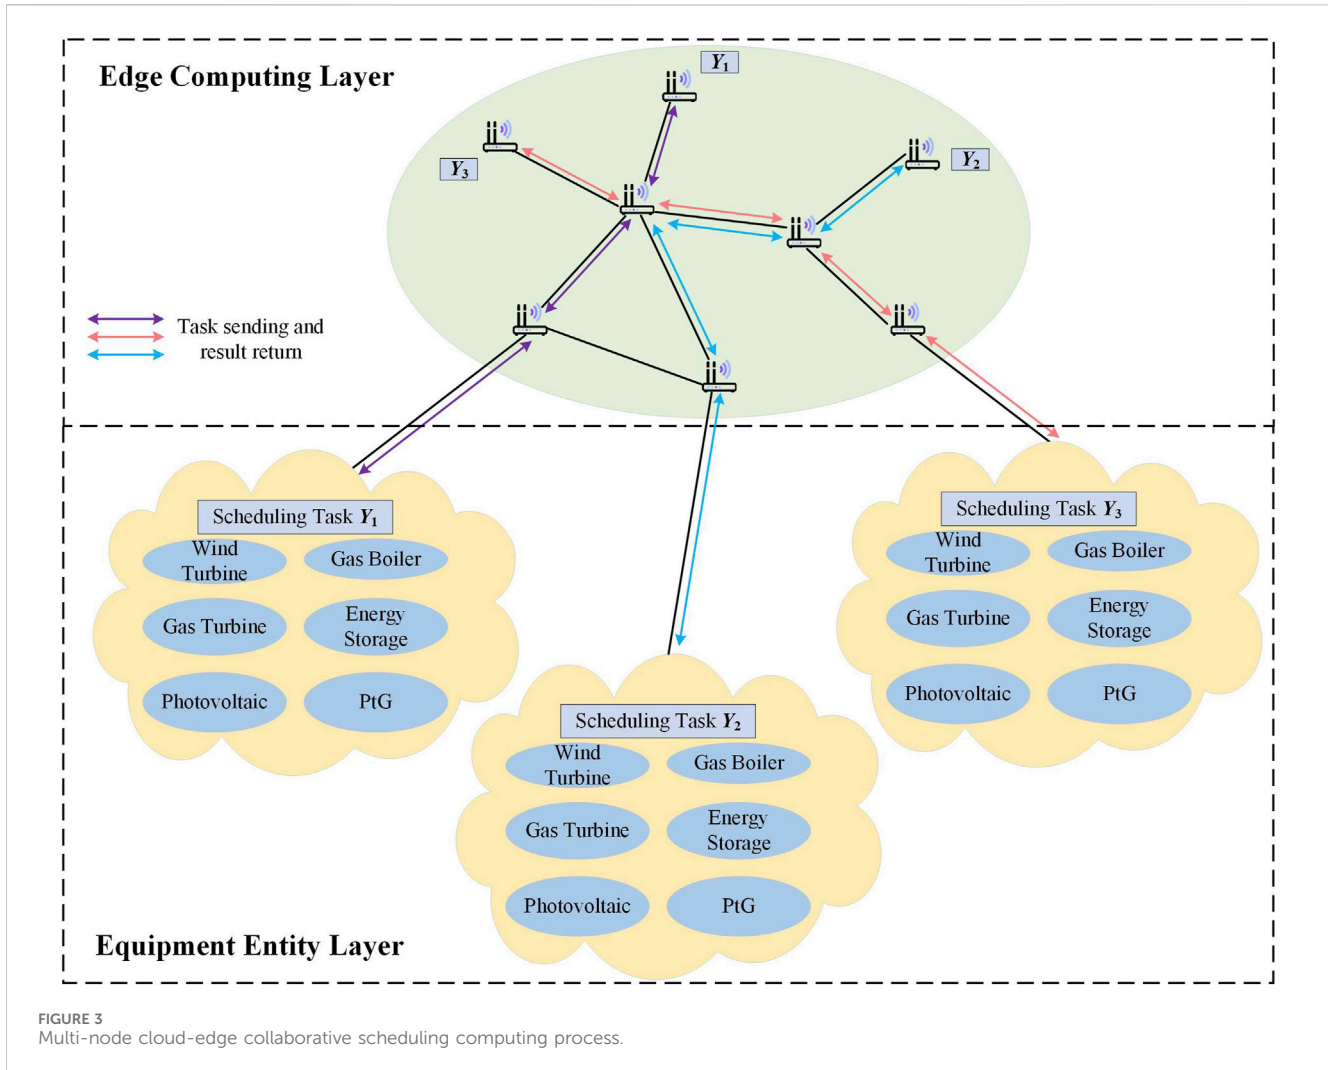 Edge Computing Layer
Y1
Y3
Y2
Task sending and
result return
Scheduling Task Y1
Wind
Turbine
Gas Boiler
Gas Turbine
Energy
Storage
Photovoltaic
PtG
Scheduling Task Y2
Wind
Turbine
Gas Boiler
Gas Turbine
Energy
Storage
Photovoltaic
PtG
Scheduling Task Y3
Wind
Turbine
Gas Boiler
Gas Turbine
Energy
Storage
Photovoltaic
PtG
Equipment Entity Layer
FIGURE 3
Multi-node cloud-edge collaborative scheduling computing process.